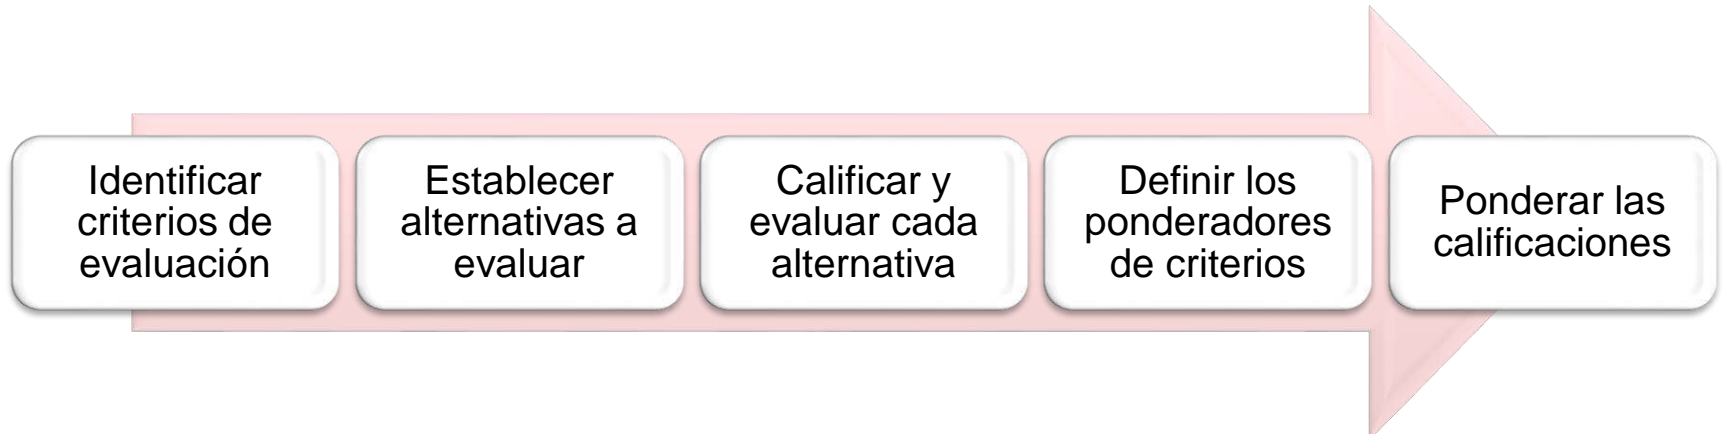 Identificar
criterios de
evaluación
Establecer
alternativas a
evaluar
Calificar y
evaluar cada
alternativa
Definir los
ponderadores
de criterios
Ponderar las
calificaciones